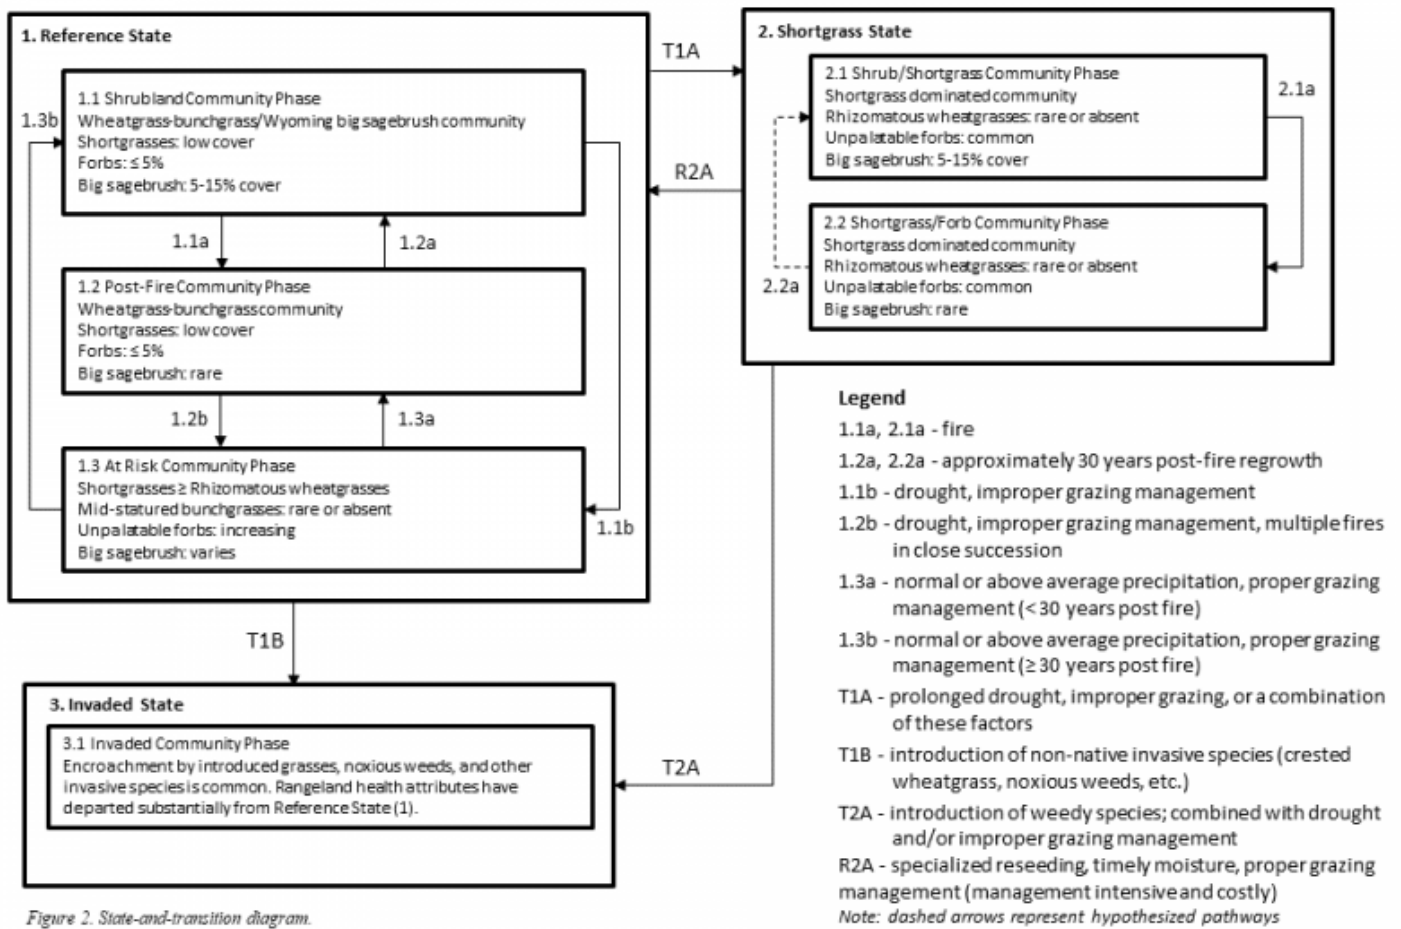 1. Reference State
1.1 Shrubland Community Phase
Wheatgrass-bunchgrass/Wyoming big sagebrush community
Shortgrasses: low cover
Forbs: ≤ 5%
Big sagebrush: 5-15% cover
1.3b
1.1a
1.2a
1.2 Post-Fire Community Phase
Wheatgrass-bunchgrass community
Shortgrasses: low cover
Forbs: ≤ 5%
Big sagebrush: rare
1.2b
1.3a
1.3 At Risk Community Phase
Shortgrasses ≥ Rhizomatous wheatgrasses
Mid-statured bunchgrasses: rare or absent
Unpalatable forbs: increasing
Big sagebrush: varies
1.1b
T1A
R2A
2. Shortgrass State
2.1 Shrub/Shortgrass Community Phase
Shortgrass dominated community
Rhizomatous wheatgrasses: rare or absent
Unpalatable forbs: common
Big sagebrush: 5-15% cover
2.1a
2.2 Shortgrass/Forb Community Phase
Shortgrass dominated community
Rhizomatous wheatgrasses: rare or absent
Unpalatable forbs: common
Big sagebrush: rare
2.2a
T1B
3. Invaded State
3.1 Invaded Community Phase
Encroachment by introduced grasses, noxious weeds, and other
invasive species is common. Rangeland health attributes have
departed substantially from Reference State (1).
T2A
Legend
1.1a, 2.1a - fire
1.2a, 2.2a - approximately 30 years post-fire regrowth
1.1b - drought, improper grazing management
1.2b - drought, improper grazing management, multiple fires
in close succession
1.3a - normal or above average precipitation, proper grazing
management (< 30 years post fire)
1.3b - normal or above average precipitation, proper grazing
management (≥ 30 years post fire)
T1A - prolonged drought, improper grazing, or a combination
of these factors
T1B - introduction of non-native invasive species (crested
wheatgrass, noxious weeds, etc.)
T2A - introduction of weedy species; combined with drought
and/or improper grazing management
R2A - specialized reseeding, timely moisture, proper grazing
management (management intensive and costly)
Note: dashed arrows represent hypothesized pathways
Figure 2. State-and-transition diagram.